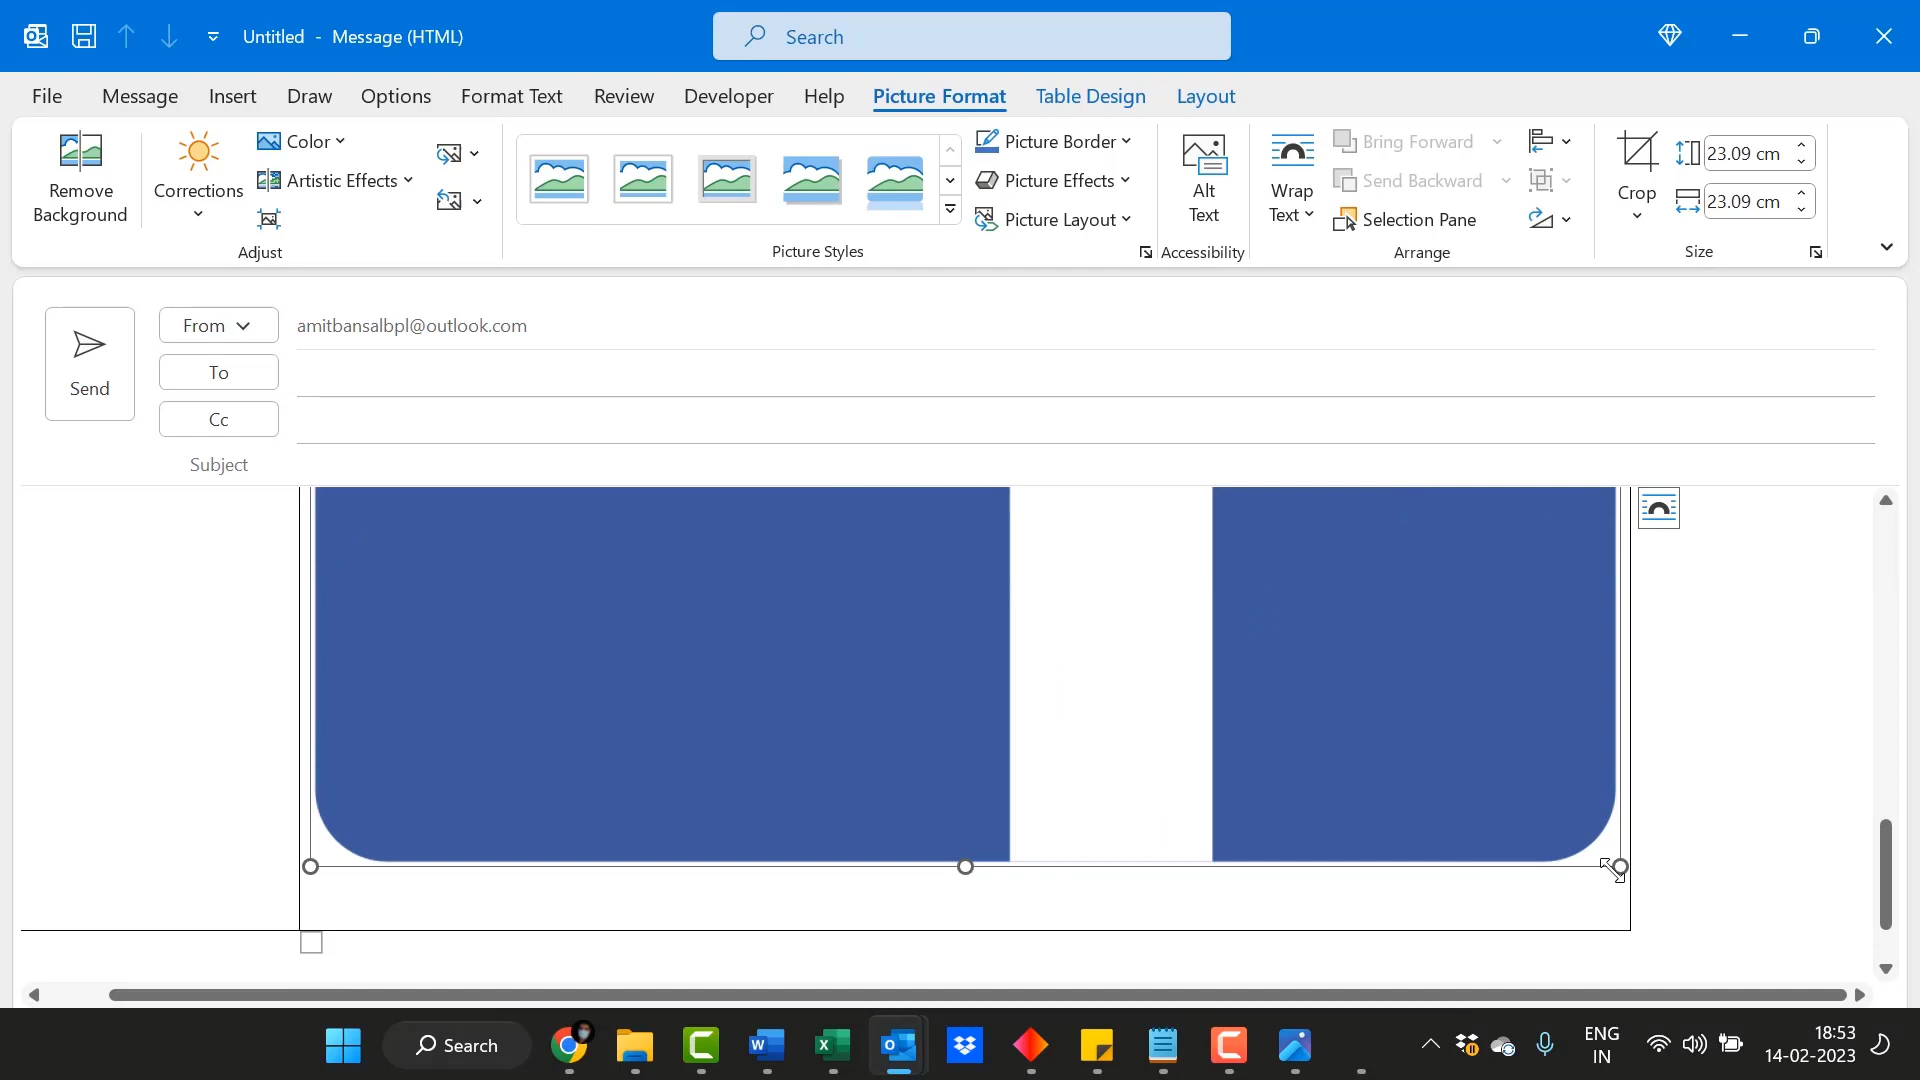 Untitled - Message (HTML)
Search
File Message Insert Draw Options Format Text Review Developer Help Picture Format Table Design Layout
Remove Background
Corrections
Color
Artistic Effects
Adjust
Picture Border
Picture Effects
Picture Layout
Picture Styles
Alt Text
Accessibility
Wrap Text
Bring Forward
Send Backward
Selection Pane
Arrange
Crop
23.09 cm
23.09 cm
Size
Send
From
amitbansalbpl@outlook.com
To
Cc
Subject
Search
ENG
IN
18:53
14-02-2023